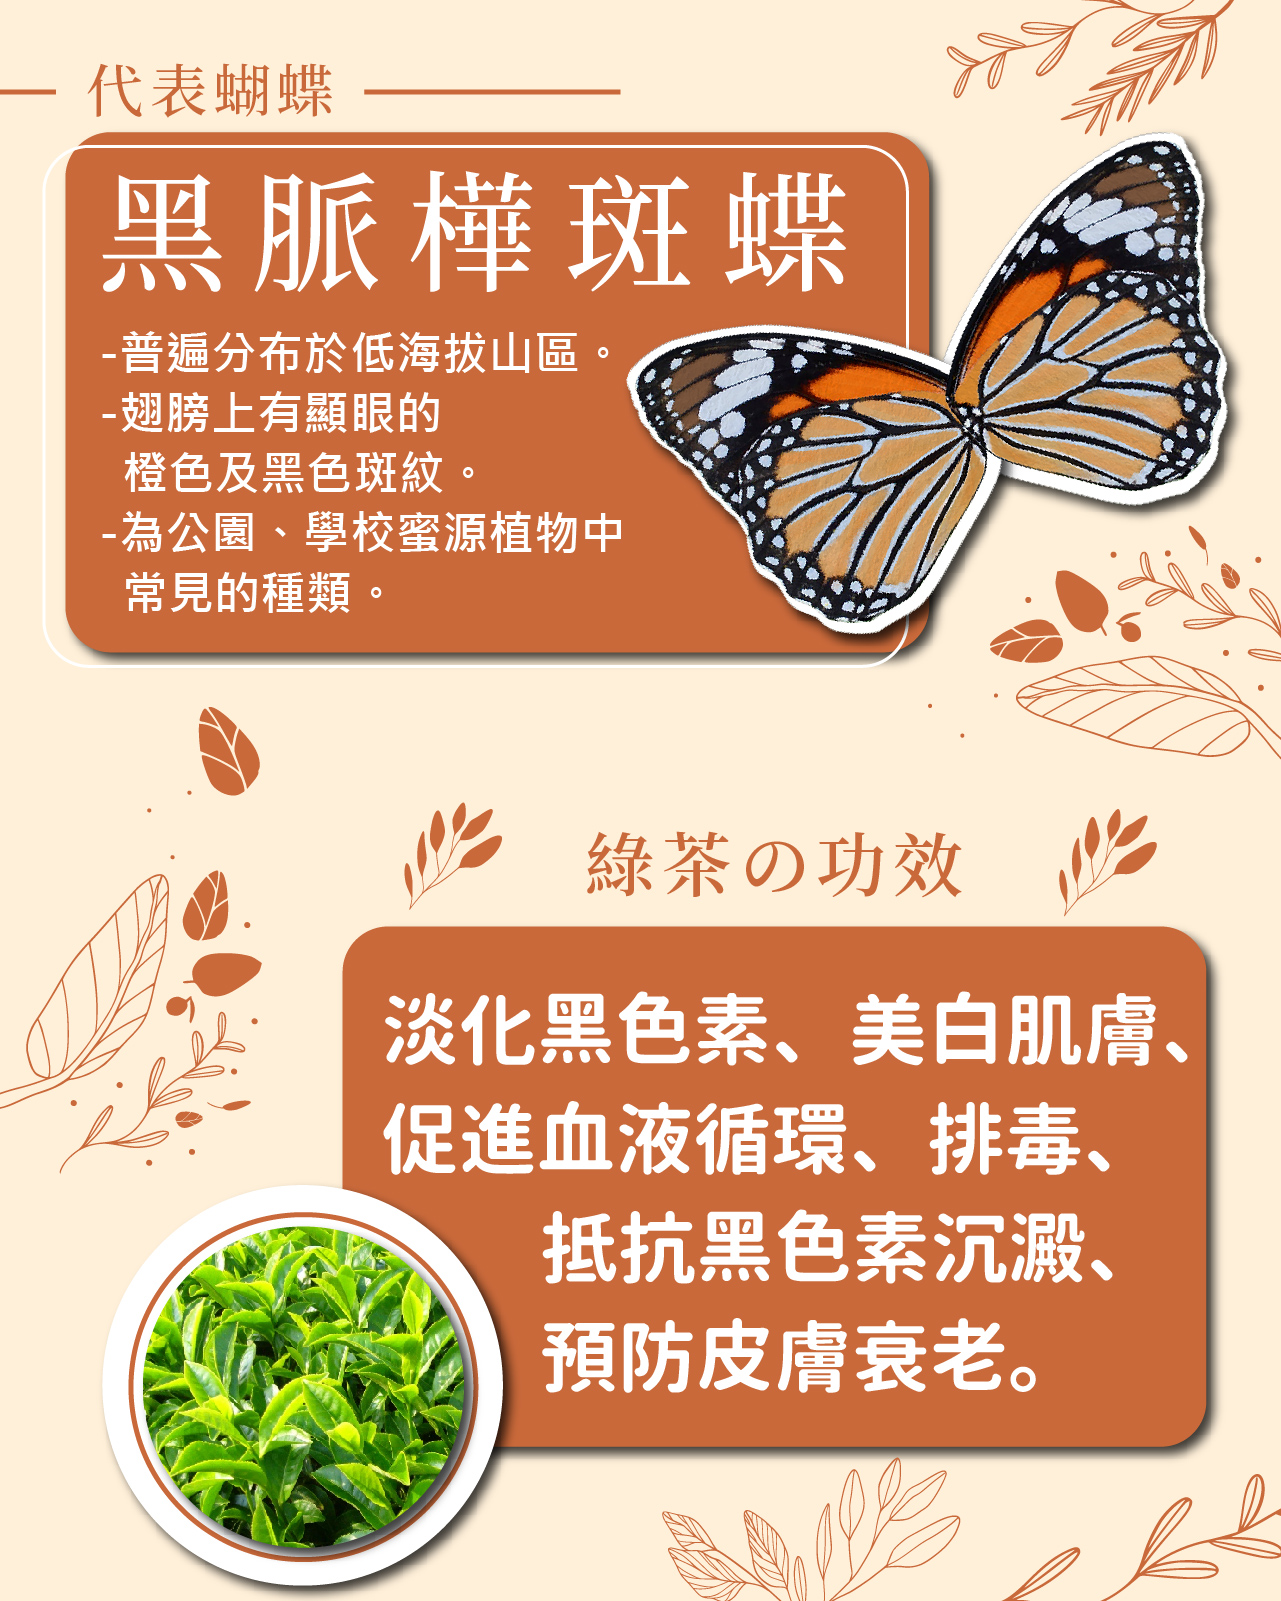 代表蝴蝶
黑脈樺斑蝶
-普遍分布於低海拔山區。
-翅膀上有顯眼的
橙色及黑色斑紋。
-為公園、學校蜜源植物中
常見的種類。
綠茶の功效
淡化黑色素、美白肌膚、
促進血液循環、排毒、
抵抗黑色素沉澱、
預防皮膚衰老。